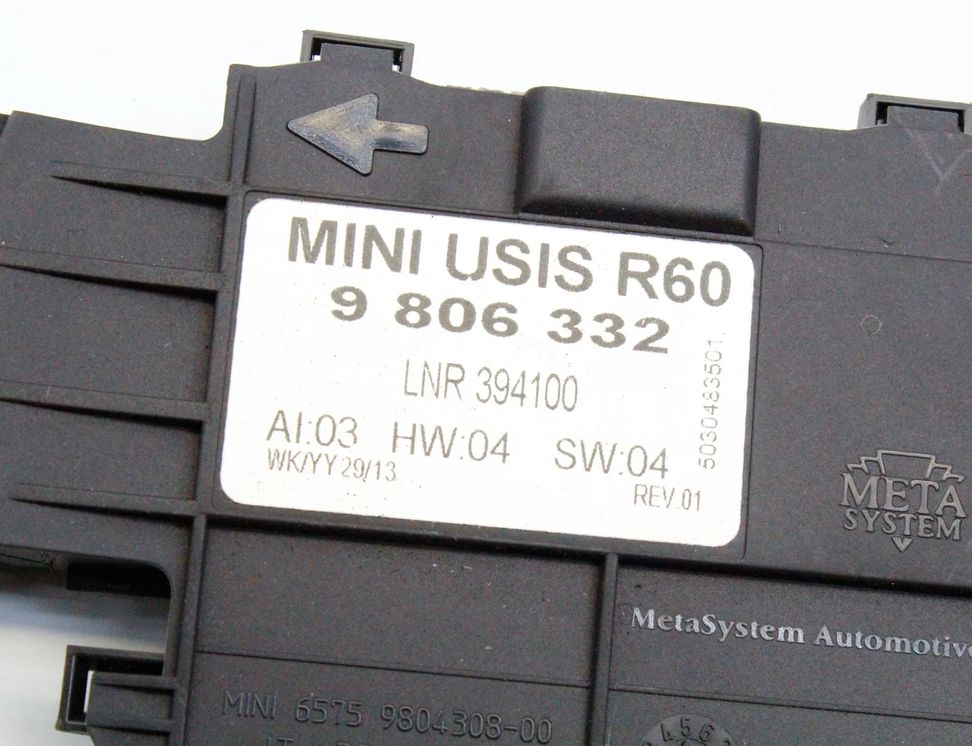 MINI USIS R60
9 806 332
LNR 394100
AI:03 HW:04 SW:04
WK/YY 29/13
REV.01
5030483501
META
SYSTEM
MetaSystem Automotive
MINI 6575 9804308-00